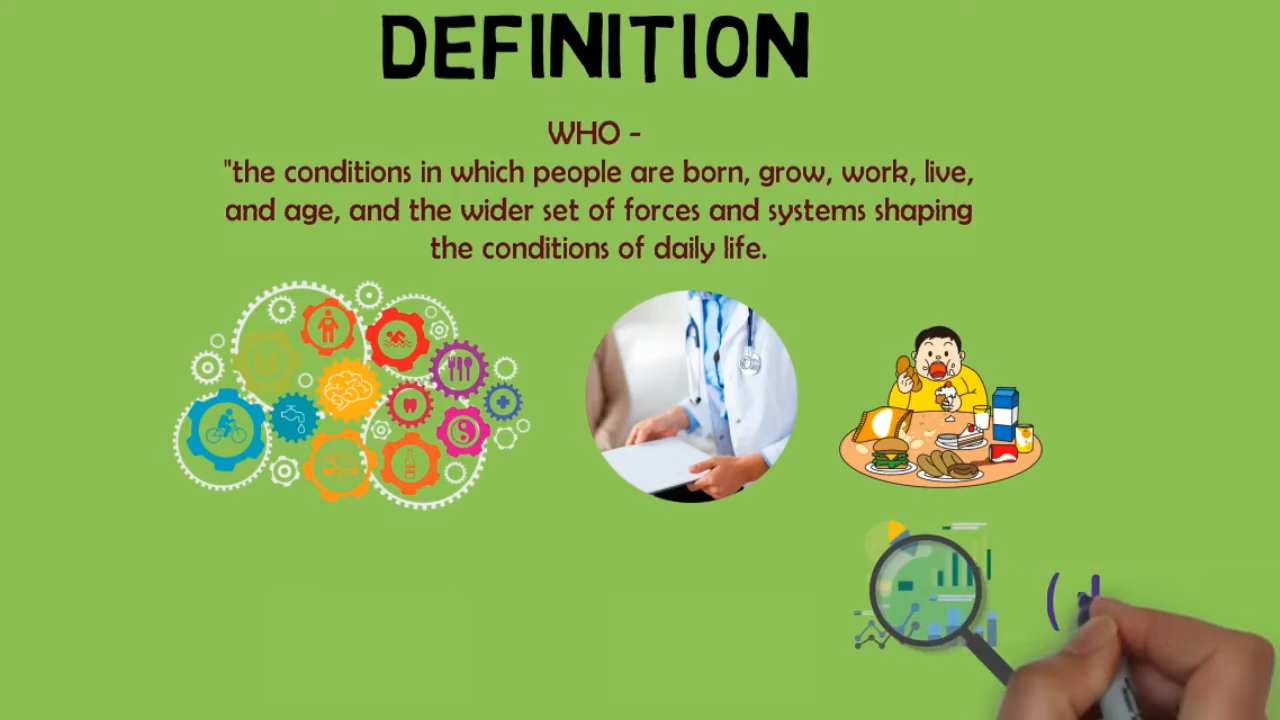 DEFINITION
WHO -
"the conditions in which people are born, grow, work, live,
and age, and the wider set of forces and systems shaping
the conditions of daily life.